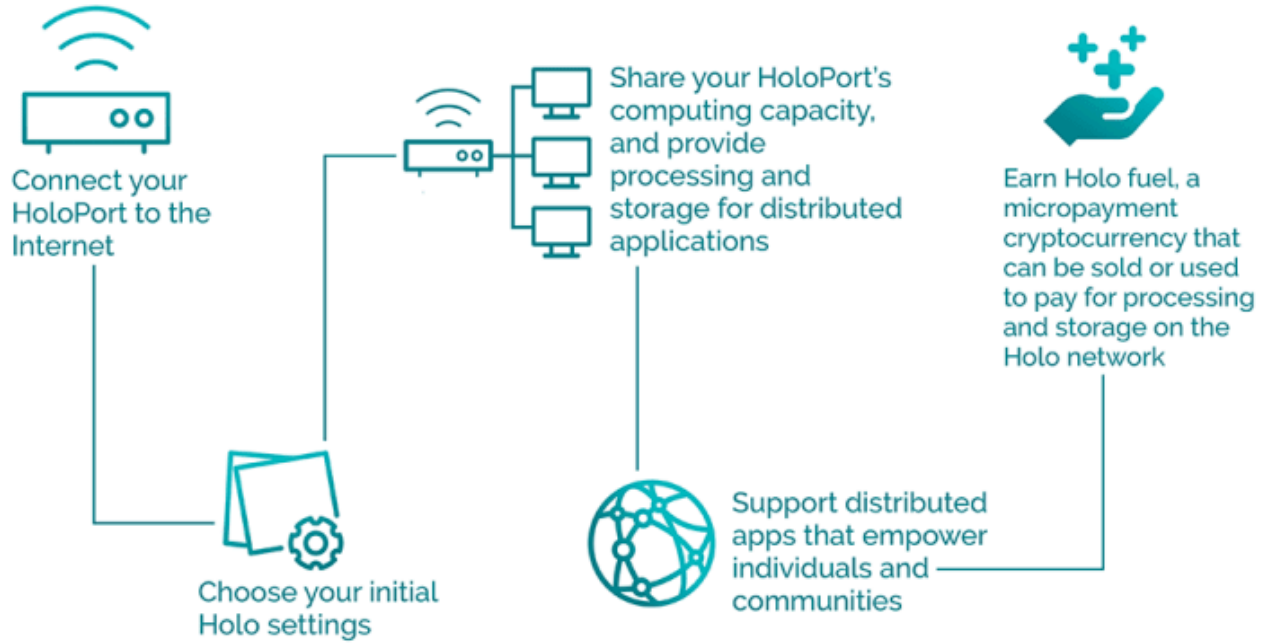 Connect your
HoloPort to the
Internet
Choose your initial
Holo settings
Share your HoloPort's
computing capacity,
and provide
processing and
storage for distributed
applications
Support distributed
apps that empower
individuals and
communities
Earn Holo fuel, a
micropayment
cryptocurrency that
can be sold or used
to pay for processing
and storage on the
Holo network